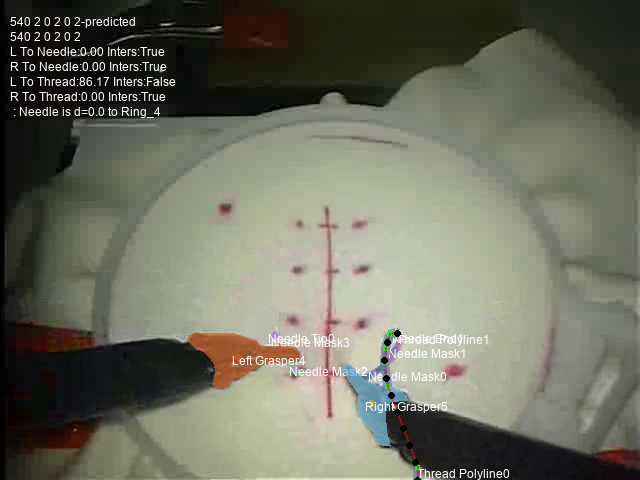 540 2 0 2 0 2-predicted
540 2 0 2 0 2
L To Needle:0.00 Inters:True
R To Needle:0.00 Inters:True
L To Thread:86.17 Inters:False
R To Thread:0.00 Inters:True
: Needle is d=0.0 to Ring_4
Needle Tip0
Needle Mask3
Left Grasper4
Needle Mask2
Thread Polyline1
Needle Mask1
Needle Mask0
Right Grasper5
Thread Polyline0